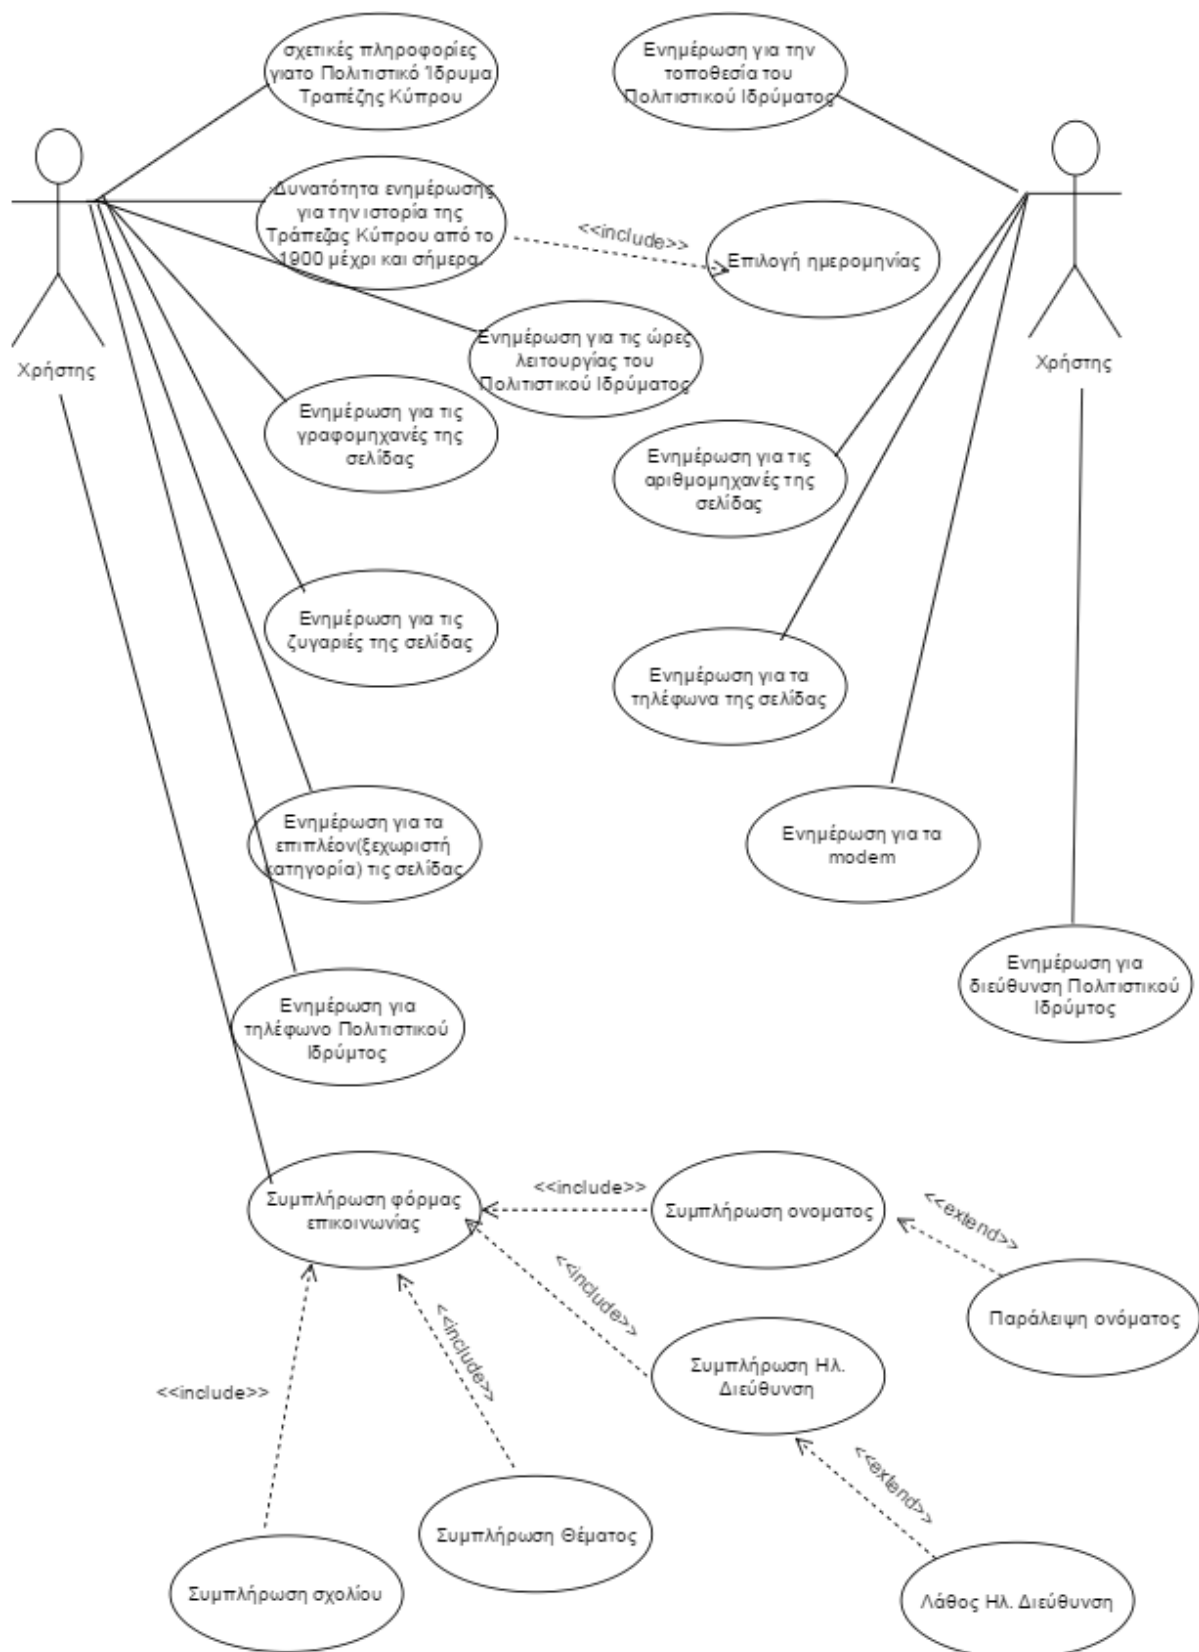 σχετικές πληροφορίες
γιατο Πολιτιστικό Ίδρυμα
Τραπέζης Κύπρου
Ενημέρωση για την
τοποθεσία του
Πολιτιστικού Ιδρύματος
Δυνατότητα ενημέρωσης
για την ιστορία της
Τράπεζας Κύπρου από το
1900 μέχρι και σήμερα.
<<include>>
Επιλογή ημερομηνίας
Χρήστης
Χρήστης
Ενημέρωση για τις ώρες
λειτουργίας του
Πολιτιστικού Ιδρύματος
Ενημέρωση για τις
γραφομηχανές της
σελίδας
Ενημέρωση για τις
αριθμομηχανές της
σελίδας
Ενημέρωση για τις
ζυγαριές της σελίδας
Ενημέρωση για τα
τηλέφωνα της σελίδας
Ενημέρωση για τα
επιπλέον(ξεχωριστή
κατηγορία) τις σελίδας
Ενημέρωση για τα
modem
Ενημέρωση για
διεύθυνση Πολιτιστικού
Ιδρύμτος
Ενημέρωση για
τηλέφωνο Πολιτιστικού
Ιδρύμτος
Συμπλήρωση φόρμας
επικοινωνίας
<<include>>
Συμπλήρωση ονοματος
<<extend>>
Παράλειψη ονόματος
<<include>>
Συμπλήρωση Ηλ.
Διεύθυνση
<<include>>
<<include>>
<<extend>>
Συμπλήρωση Θέματος
Συμπλήρωση σχολίου
Λάθος Ηλ. Διεύθυνση